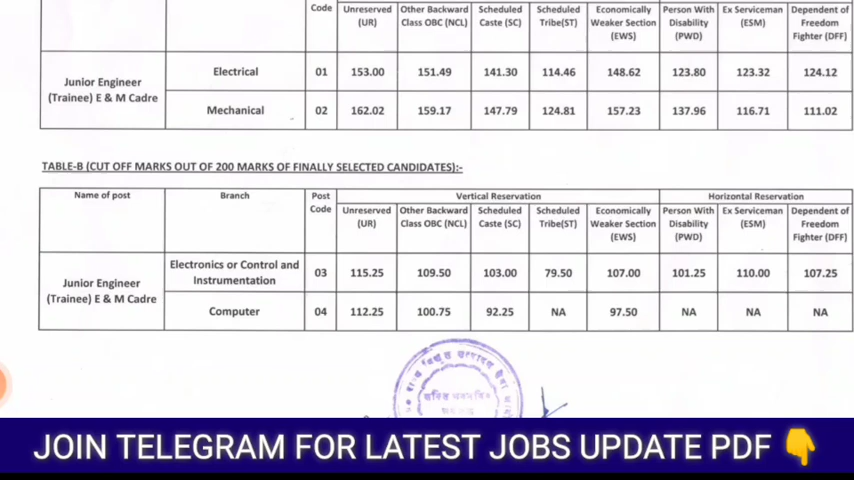 Code Unreserved (UR) Other Backward Class OBC (NCL) Scheduled Caste (SC) Scheduled Tribe(ST) Economically Weaker Section (EWS) Person With Disability (PWD) Ex Serviceman (ESM) Dependent of Freedom Fighter (DFF)
Junior Engineer (Trainee) E & M Cadre
Electrical 01 153.00 151.49 141.30 114.46 148.62 123.80 123.32 124.12
Mechanical 02 162.02 159.17 147.79 124.81 157.23 137.96 116.71 111.02
TABLE-B (CUT OFF MARKS OUT OF 200 MARKS OF FINALLY SELECTED CANDIDATES):-
Name of post Branch Post Code Vertical Reservation Horizontal Reservation
Unreserved (UR) Other Backward Class OBC (NCL) Scheduled Caste (SC) Scheduled Tribe(ST) Economically Weaker Section (EWS) Person With Disability (PWD) Ex Serviceman (ESM) Dependent of Freedom Fighter (DFF)
Junior Engineer (Trainee) E & M Cadre
Electronics or Control and Instrumentation 03 115.25 109.50 103.00 79.50 107.00 101.25 110.00 107.25
Computer 04 112.25 100.75 92.25 NA 97.50 NA NA NA
JOIN TELEGRAM FOR LATEST JOBS UPDATE PDF 👇